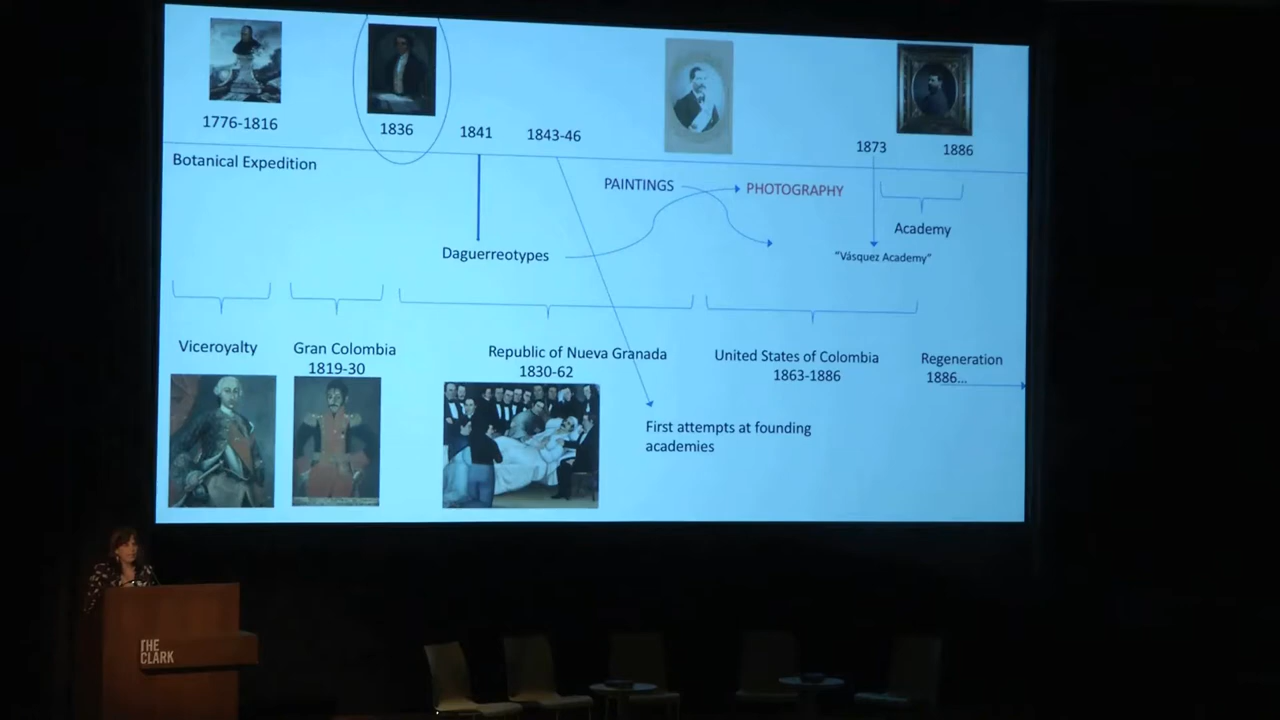 1776-1816
1836
1841
1843-46
1873
1886
Botanical Expedition
PAINTINGS
PHOTOGRAPHY
Academy
Daguerreotypes
"Vásquez Academy"
Viceroyalty
Gran Colombia
1819-30
Republic of Nueva Granada
1830-62
United States of Colombia
1863-1886
Regeneration
1886...
First attempts at founding
academies
THE
CLARK